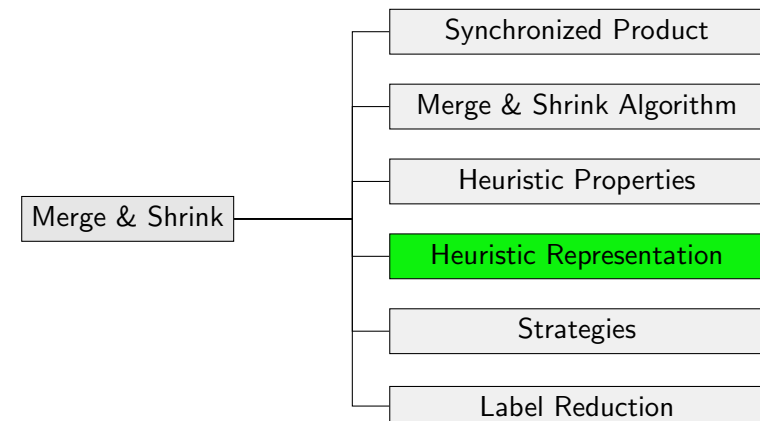 Synchronized Product
Merge & Shrink Algorithm
Heuristic Properties
Merge & Shrink
Heuristic Representation
Strategies
Label Reduction